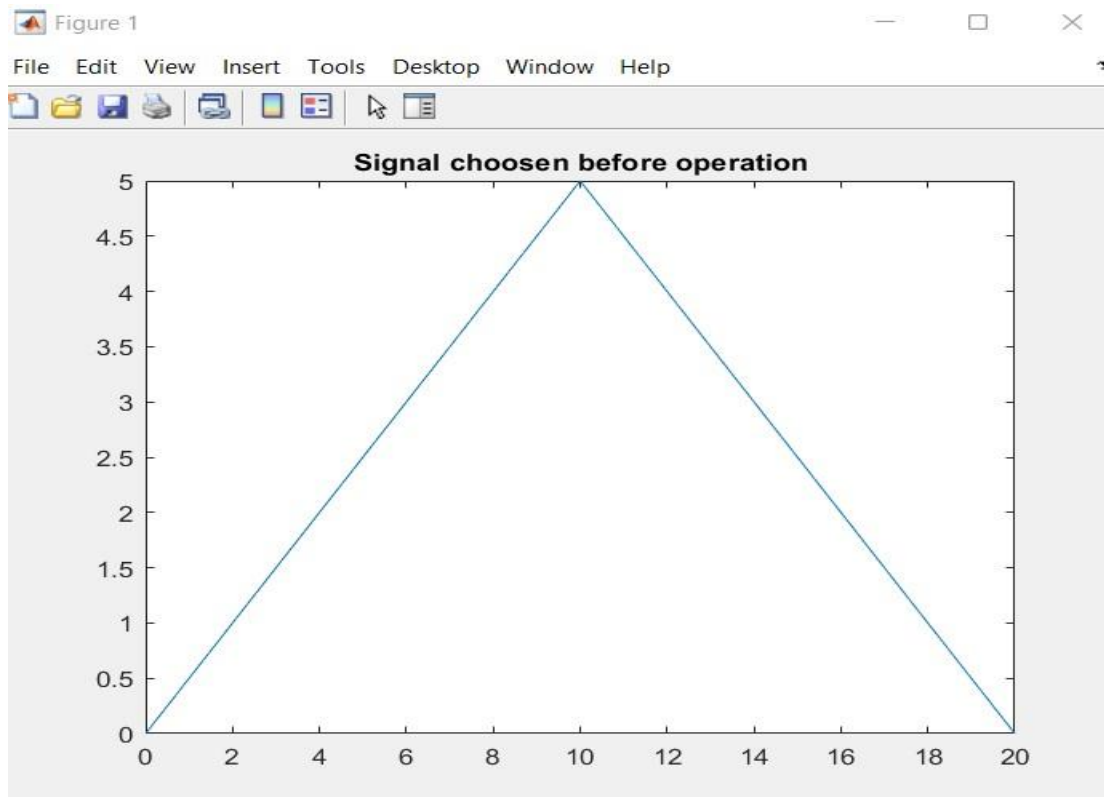 Figure 1
File Edit View Insert Tools Desktop Window Help
Signal choosen before operation
5
4.5
4
3.5
3
2.5
2
1.5
1
0.5
0
0 2 4 6 8 10 12 14 16 18 20